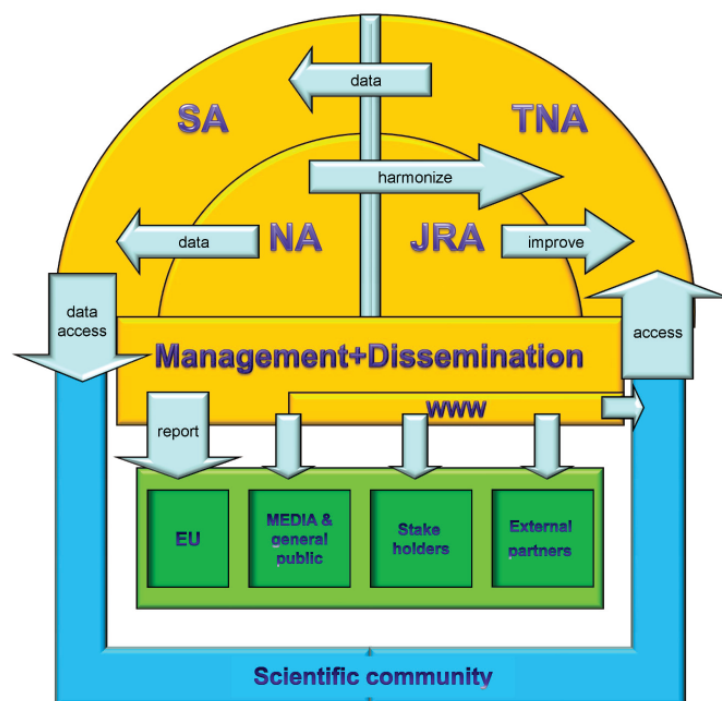 data
SA
TNA
harmonize
data
NA
JRA
improve
data
access
access
Management+Dissemination
WWW
report
EU
MEDIA &
general
public
Stake
holders
External
partners
Scientific community